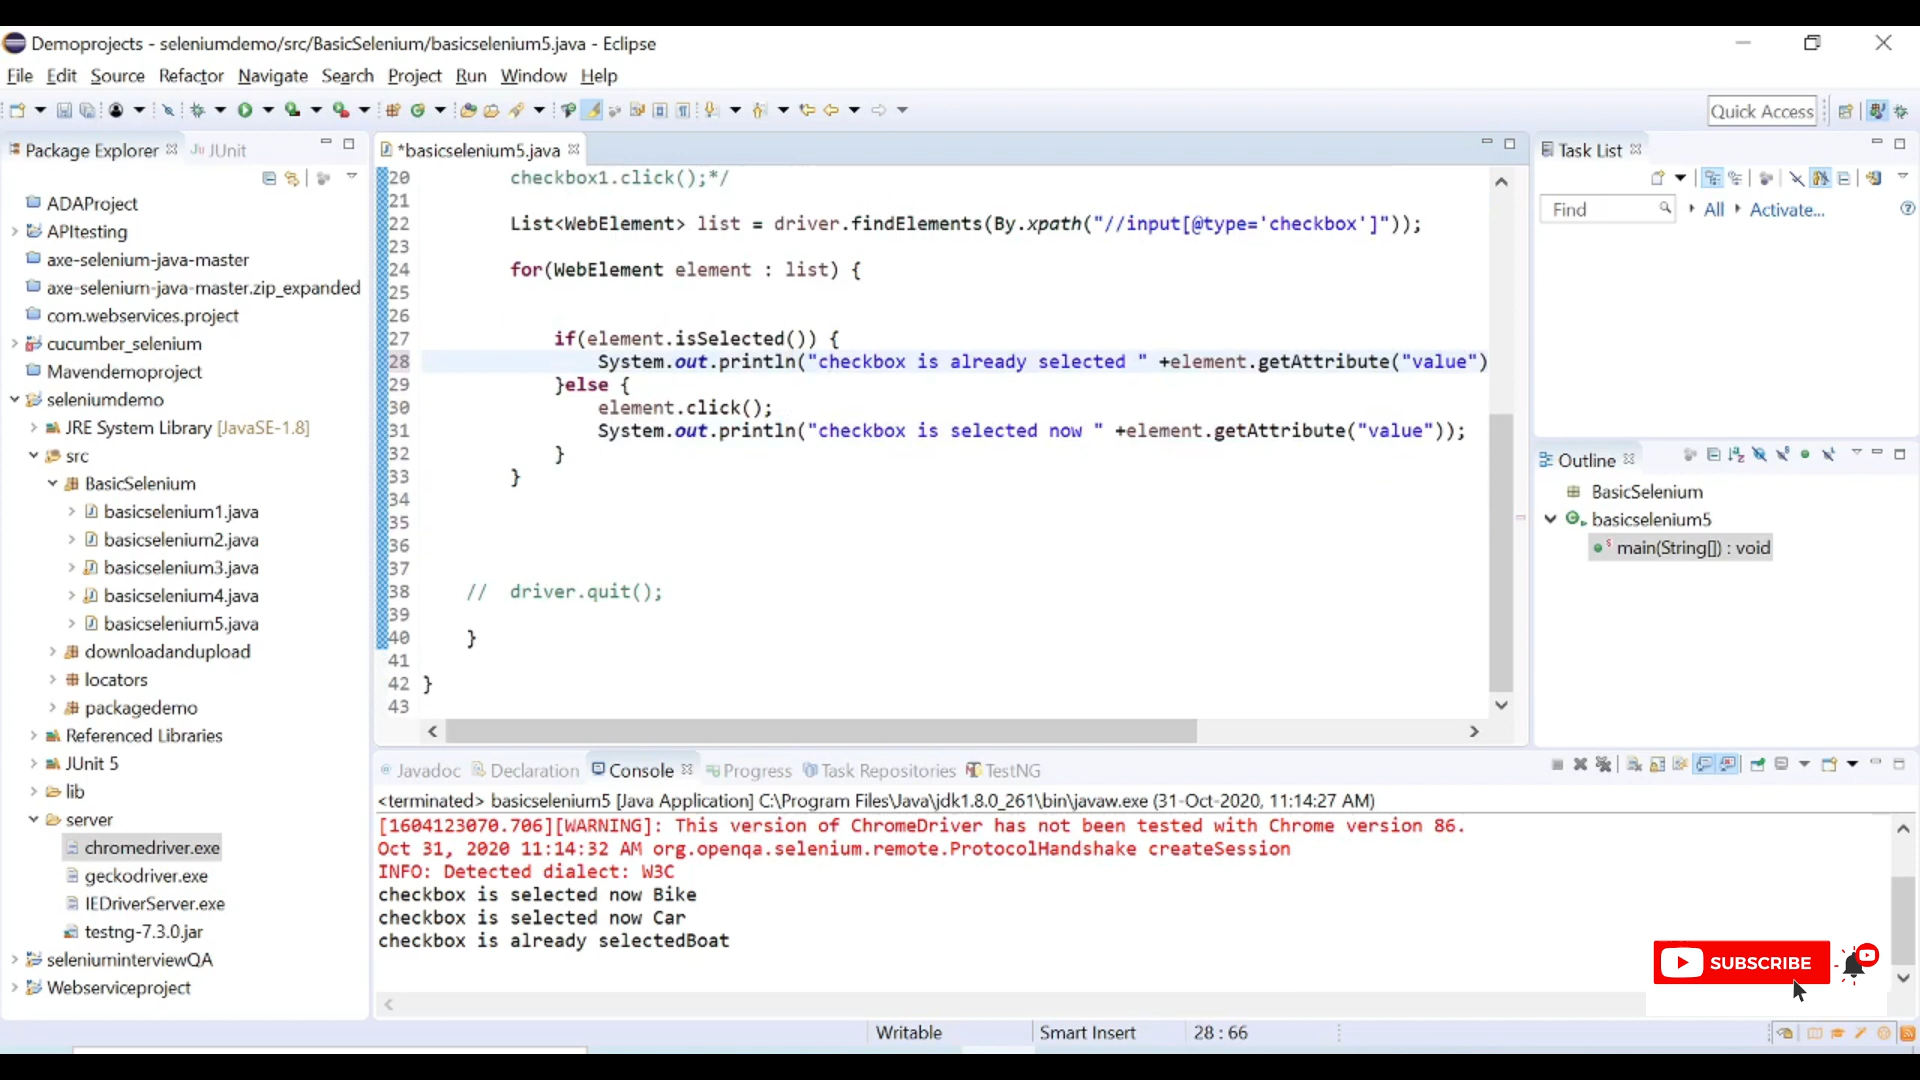 Demoprojects - seleniumdemo/src/BasicSelenium/basicselenium5.java - Eclipse
File Edit Source Refactor Navigate Search Project Run Window Help
Quick Access
Package Explorer
JUnit
ADAProject
APItesting
axe-selenium-java-master
axe-selenium-java-master.zip_expanded
com.webservices.project
cucumber_selenium
Mavendemoproject
seleniumdemo
JRE System Library [JavaSE-1.8]
src
BasicSelenium
basicselenium1.java
basicselenium2.java
basicselenium3.java
basicselenium4.java
basicselenium5.java
downloadandupload
locators
packagedemo
Referenced Libraries
JUnit 5
lib
server
chromedriver.exe
geckodriver.exe
IEDriverServer.exe
testng-7.3.0.jar
seleniuminterviewQA
Webserviceproject
*basicselenium5.java
20 checkbox1.click();*/
21
22 List<WebElement> list = driver.findElements(By.xpath("//input[@type='checkbox']"));
23
24 for(WebElement element : list) {
25
26
27 if(element.isSelected()) {
28 System.out.println("checkbox is already selected " +element.getAttribute("value")
29 }else {
30 element.click();
31 System.out.println("checkbox is selected now " +element.getAttribute("value"));
32 }
33 }
34
35
36
37
38 // driver.quit();
39
40 }
41
42 }
43
Task List
Find
All
Activate...
Outline
BasicSelenium
basicselenium5
main(String[]) : void
Javadoc Declaration Console Progress Task Repositories TestNG
<terminated> basicselenium5 [Java Application] C:\Program Files\Java\jdk1.8.0_261\bin\javaw.exe (31-Oct-2020, 11:14:27 AM)
[1604123070.706][WARNING]: This version of ChromeDriver has not been tested with Chrome version 86.
Oct 31, 2020 11:14:32 AM org.openqa.selenium.remote.ProtocolHandshake createSession
INFO: Detected dialect: W3C
checkbox is selected now Bike
checkbox is selected now Car
checkbox is already selectedBoat
SUBSCRIBE
Writable
Smart Insert
28 : 66